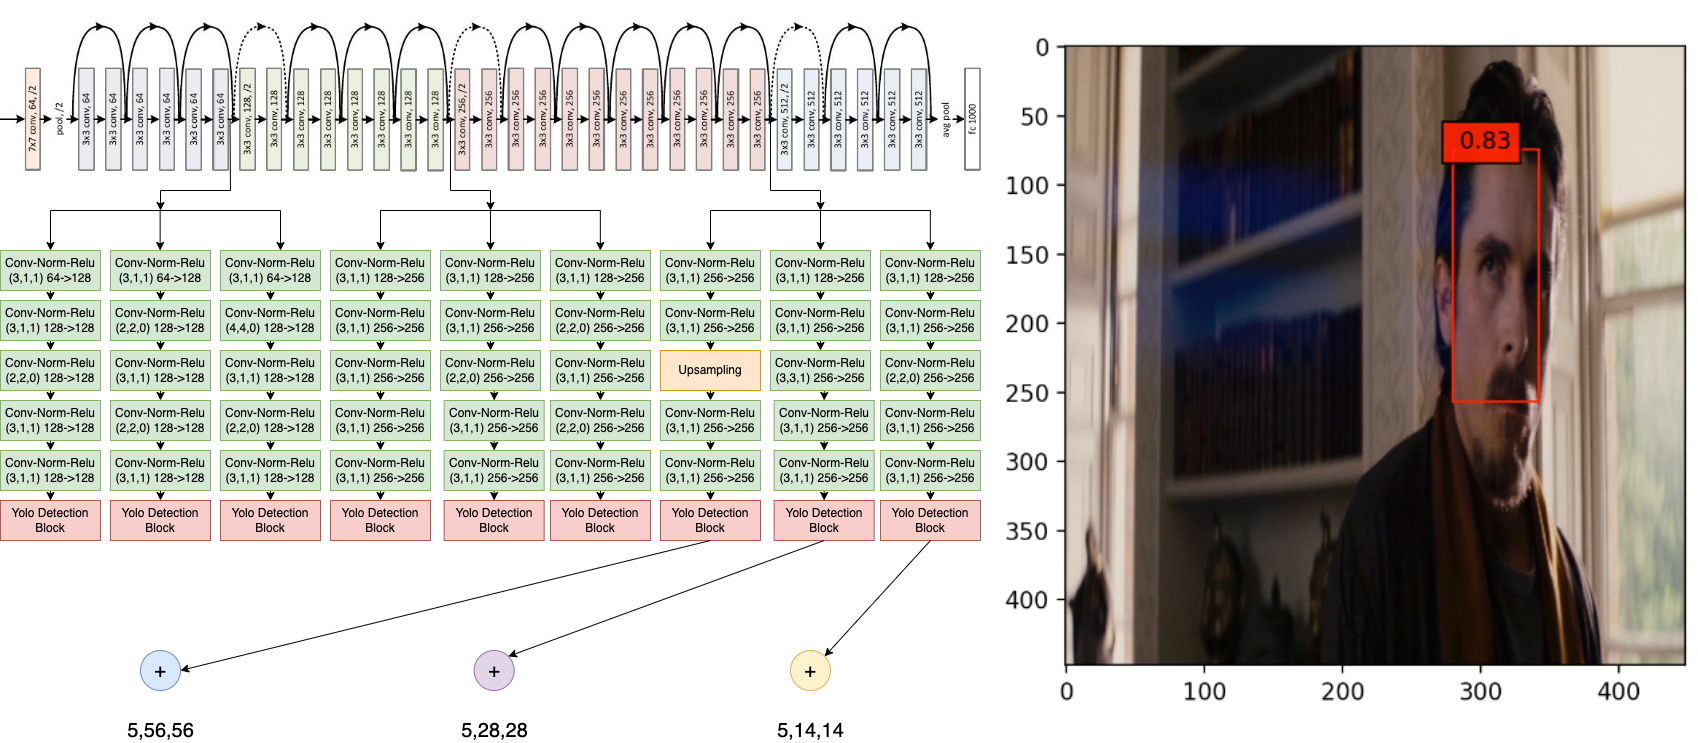 7x7 conv, 64, /2
pool, /2
3x3 conv, 64
3x3 conv, 64
3x3 conv, 64
3x3 conv, 64
3x3 conv, 64
3x3 conv, 64
3x3 conv, 128, /2
3x3 conv, 128
3x3 conv, 128
3x3 conv, 128
3x3 conv, 128
3x3 conv, 128
3x3 conv, 128
3x3 conv, 128
3x3 conv, 256, /2
3x3 conv, 256
3x3 conv, 256
3x3 conv, 256
3x3 conv, 256
3x3 conv, 256
3x3 conv, 256
3x3 conv, 256
3x3 conv, 256
3x3 conv, 256
3x3 conv, 256
3x3 conv, 256
3x3 conv, 512, /2
3x3 conv, 512
3x3 conv, 512
3x3 conv, 512
3x3 conv, 512
3x3 conv, 512
avg pool
fc 1000
Conv-Norm-Relu Conv-Norm-Relu Conv-Norm-Relu Conv-Norm-Relu Conv-Norm-Relu Conv-Norm-Relu Conv-Norm-Relu Conv-Norm-Relu Conv-Norm-Relu
(3,1,1) 64->128 (3,1,1) 64->128 (3,1,1) 64->128 (3,1,1) 128->256 (3,1,1) 128->256 (3,1,1) 128->256 (3,1,1) 256->256 (3,1,1) 128->256 (3,1,1) 128->256
Conv-Norm-Relu Conv-Norm-Relu Conv-Norm-Relu Conv-Norm-Relu Conv-Norm-Relu Conv-Norm-Relu Conv-Norm-Relu Conv-Norm-Relu Conv-Norm-Relu
(3,1,1) 128->128 (2,2,0) 128->128 (4,4,0) 128->128 (3,1,1) 256->256 (3,1,1) 256->256 (2,2,0) 256->256 (3,1,1) 256->256 (3,1,1) 256->256 (3,1,1) 256->256
Conv-Norm-Relu Conv-Norm-Relu Conv-Norm-Relu Conv-Norm-Relu Conv-Norm-Relu Conv-Norm-Relu Upsampling Conv-Norm-Relu Conv-Norm-Relu
(2,2,0) 128->128 (3,1,1) 128->128 (3,1,1) 128->128 (3,1,1) 256->256 (2,2,0) 256->256 (3,1,1) 256->256 (3,3,1) 256->256 (2,2,0) 256->256
Conv-Norm-Relu Conv-Norm-Relu Conv-Norm-Relu Conv-Norm-Relu Conv-Norm-Relu Conv-Norm-Relu Conv-Norm-Relu Conv-Norm-Relu Conv-Norm-Relu
(3,1,1) 128->128 (2,2,0) 128->128 (2,2,0) 128->128 (3,1,1) 256->256 (3,1,1) 256->256 (2,2,0) 256->256 (3,1,1) 256->256 (3,1,1) 256->256 (3,1,1) 256->256
Conv-Norm-Relu Conv-Norm-Relu Conv-Norm-Relu Conv-Norm-Relu Conv-Norm-Relu Conv-Norm-Relu Conv-Norm-Relu Conv-Norm-Relu Conv-Norm-Relu
(3,1,1) 128->128 (3,1,1) 128->128 (3,1,1) 128->128 (3,1,1) 256->256 (3,1,1) 256->256 (3,1,1) 256->256 (3,1,1) 256->256 (3,1,1) 256->256 (3,1,1) 256->256
Yolo Detection Yolo Detection Yolo Detection Yolo Detection Yolo Detection Yolo Detection Yolo Detection Yolo Detection Yolo Detection
Block Block Block Block Block Block Block Block Block
+ + +
5,56,56 5,28,28 5,14,14
0
50
0.83
100
150
200
250
300
350
400
0 100 200 300 400